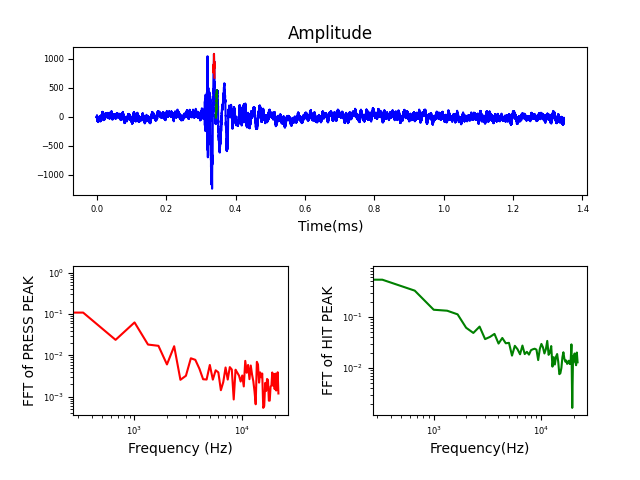 Amplitude
1000
500
0
−500
−1000
0.0 0.2 0.4 0.6 0.8 1.0 1.2 1.4
Time(ms)
FFT of PRESS PEAK
10⁰
10⁻¹
10⁻²
10⁻³
10³ 10⁴
Frequency (Hz)
FFT of HIT PEAK
10⁻¹
10⁻²
10³ 10⁴
Frequency(Hz)